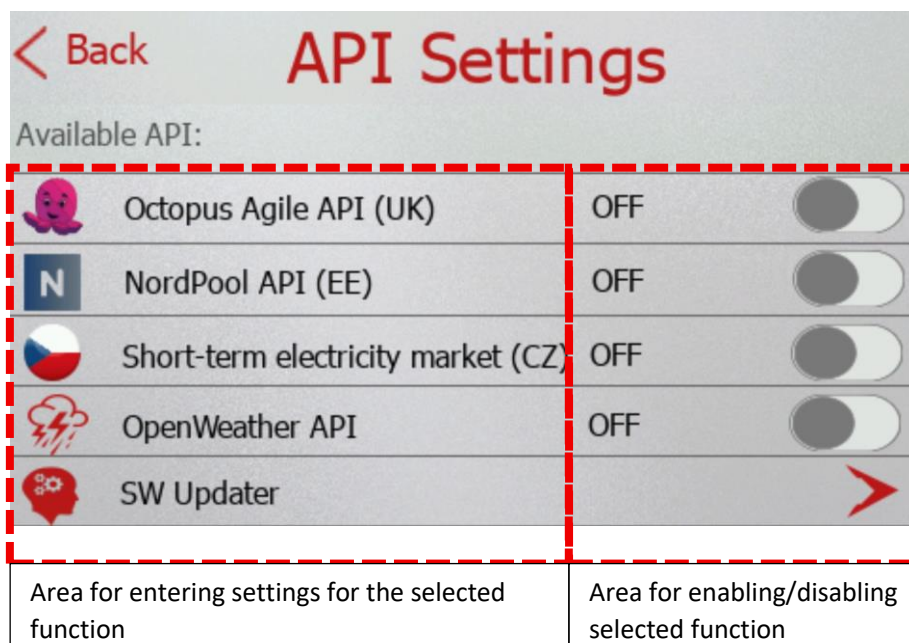 Back
API Settings
Available API:
Octopus Agile API (UK) OFF
N NordPool API (EE) OFF
Short-term electricity market (CZ) OFF
OpenWeather API OFF
SW Updater
Area for entering settings for the selected
function
Area for enabling/disabling
selected function